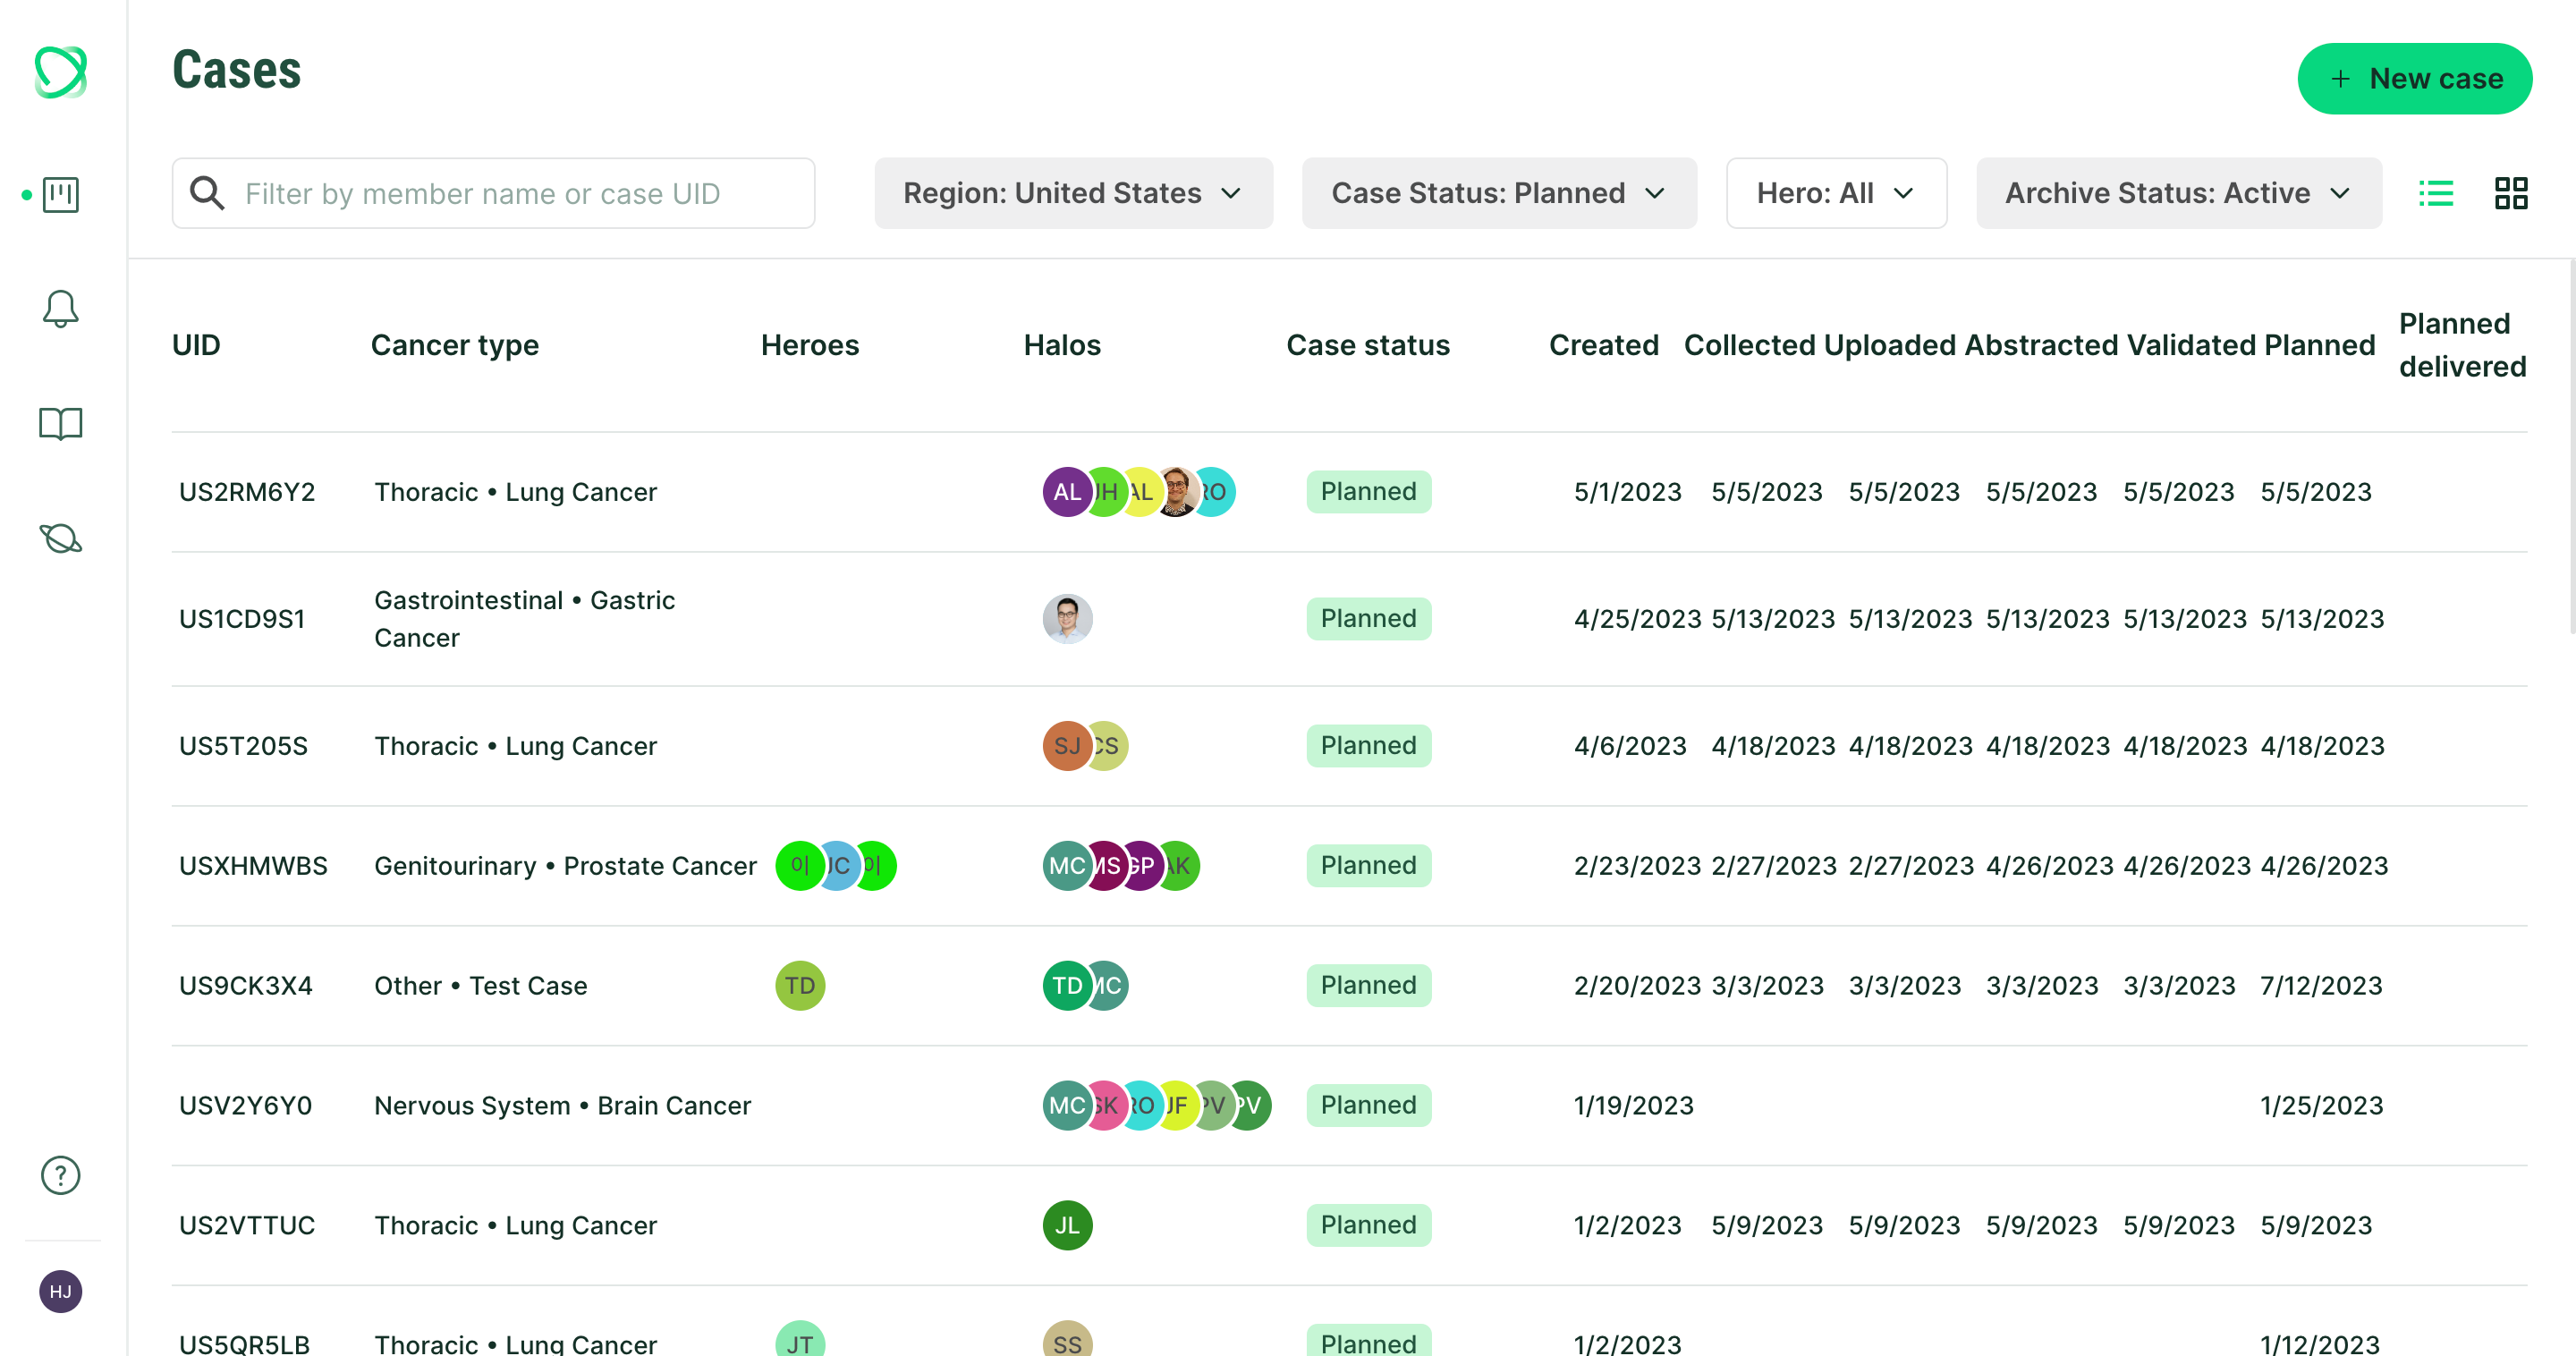 Cases
+ New case
Filter by member name or case UID
Region: United States
Case Status: Planned
Hero: All
Archive Status: Active
UID Cancer type Heroes Halos Case status Created Collected Uploaded Abstracted Validated Planned Planned delivered
US2RM6Y2 Thoracic • Lung Cancer AL JH AL RO Planned 5/1/2023 5/5/2023 5/5/2023 5/5/2023 5/5/2023 5/5/2023
US1CD9S1 Gastrointestinal • Gastric Cancer Planned 4/25/2023 5/13/2023 5/13/2023 5/13/2023 5/13/2023 5/13/2023
US5T205S Thoracic • Lung Cancer SJ CS Planned 4/6/2023 4/18/2023 4/18/2023 4/18/2023 4/18/2023 4/18/2023
USXHMWBS Genitourinary • Prostate Cancer JC MC MS GP AK Planned 2/23/2023 2/27/2023 2/27/2023 4/26/2023 4/26/2023 4/26/2023
US9CK3X4 Other • Test Case TD TD MC Planned 2/20/2023 3/3/2023 3/3/2023 3/3/2023 3/3/2023 7/12/2023
USV2Y6Y0 Nervous System • Brain Cancer MC SK RO JF PV PV Planned 1/19/2023 1/25/2023
US2VTTUC Thoracic • Lung Cancer JL Planned 1/2/2023 5/9/2023 5/9/2023 5/9/2023 5/9/2023 5/9/2023
US5QR5LB Thoracic • Lung Cancer JT SS Planned 1/2/2023 1/12/2023
?
HJ